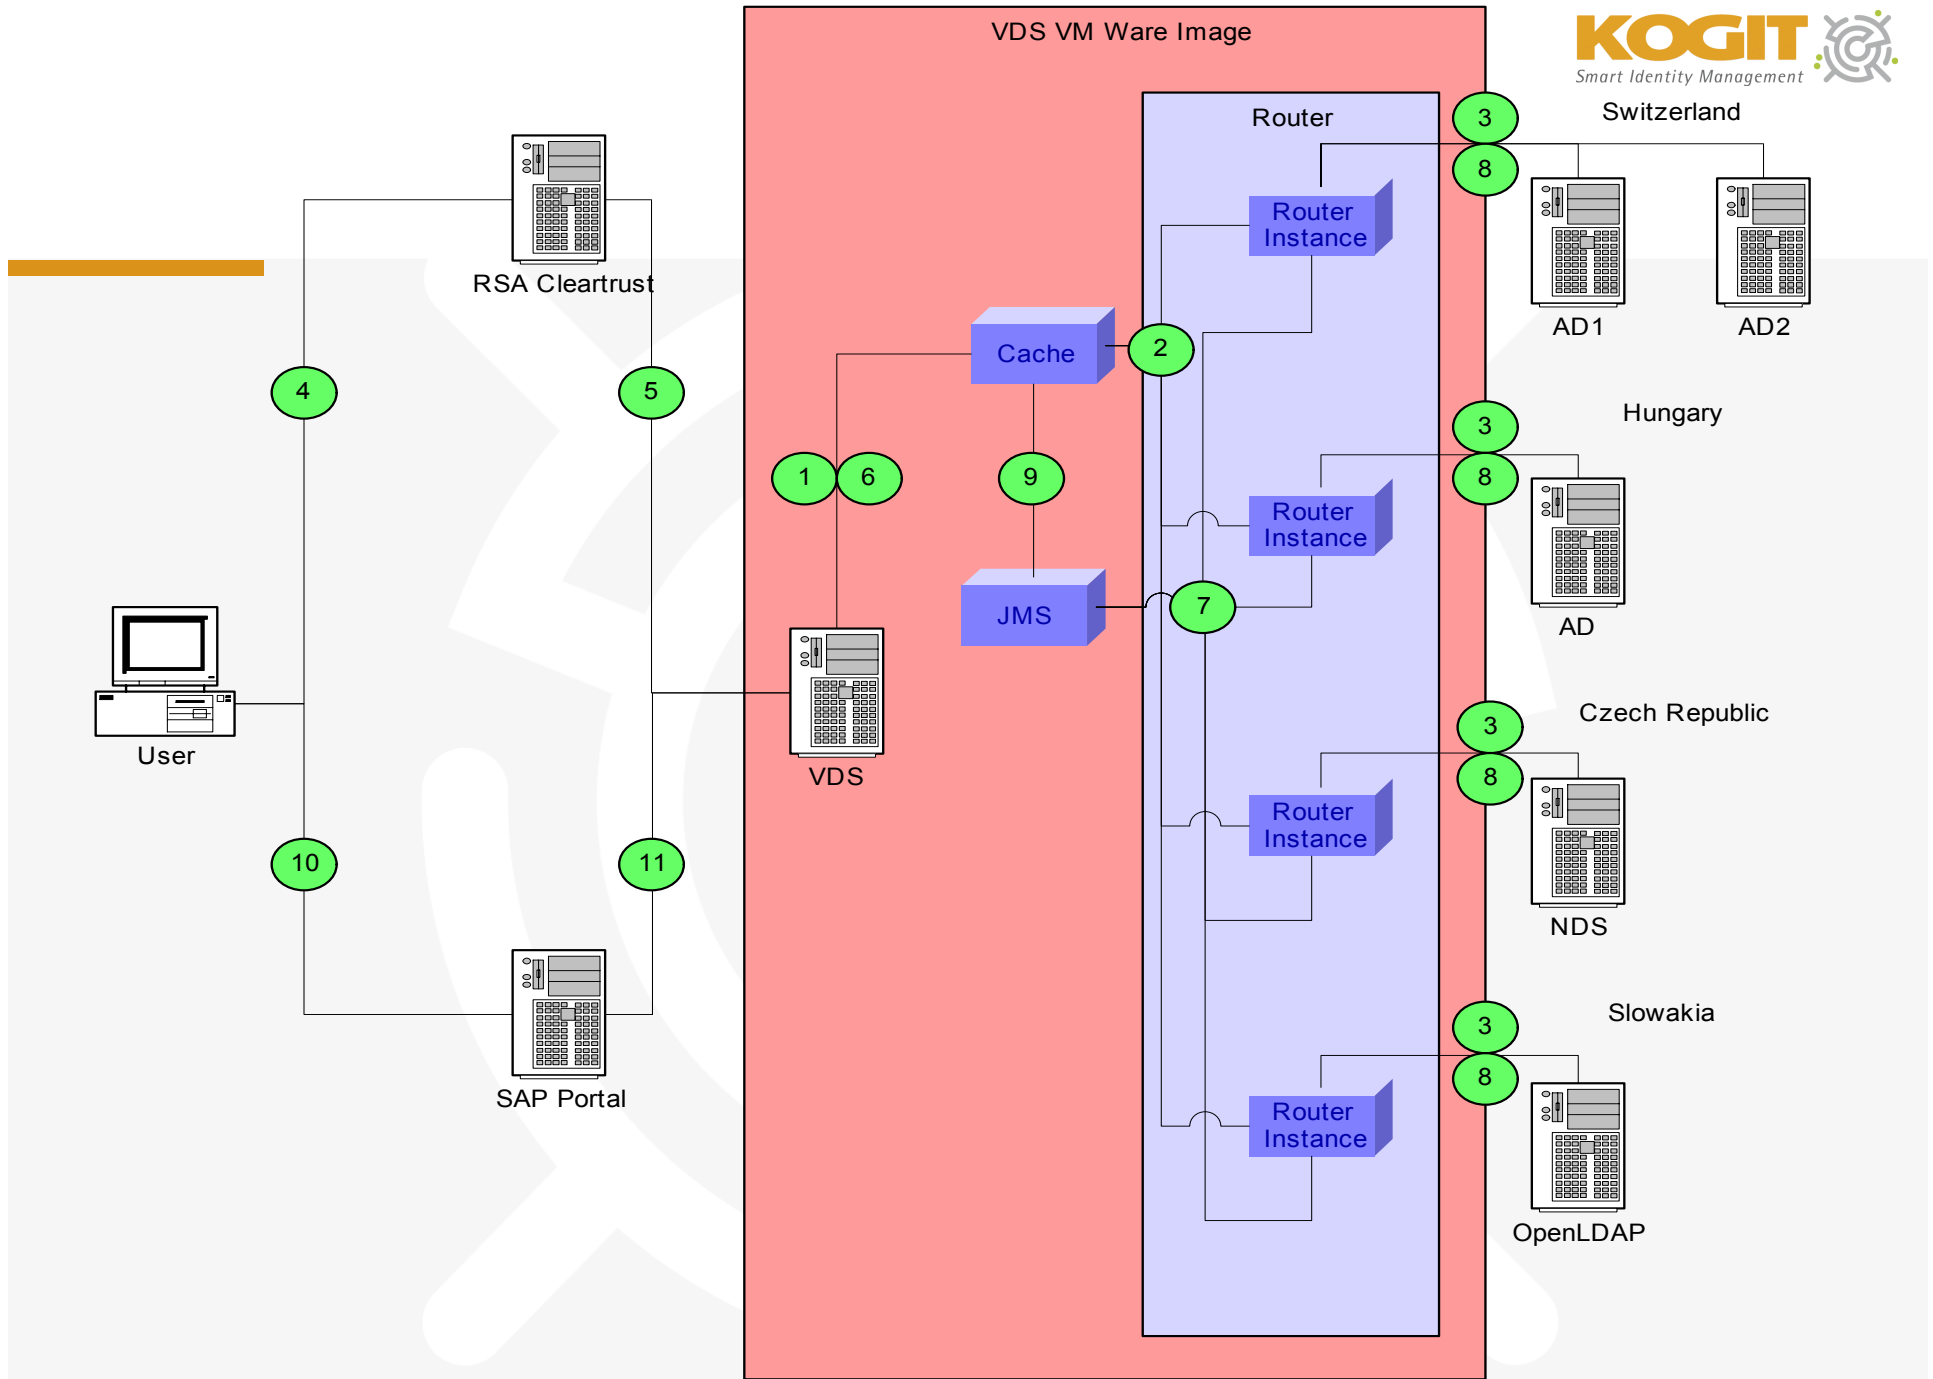 VDS VM Ware Image
KOGIT
Smart Identity Management
Router
3
Switzerland
8
Router
Instance
RSA Cleartrust
AD1
AD2
Cache
2
4
5
Hungary
3
1
6
9
8
Router
Instance
JMS
7
AD
User
VDS
Czech Republic
3
8
Router
Instance
10
11
NDS
Slowakia
3
8
SAP Portal
Router
Instance
OpenLDAP